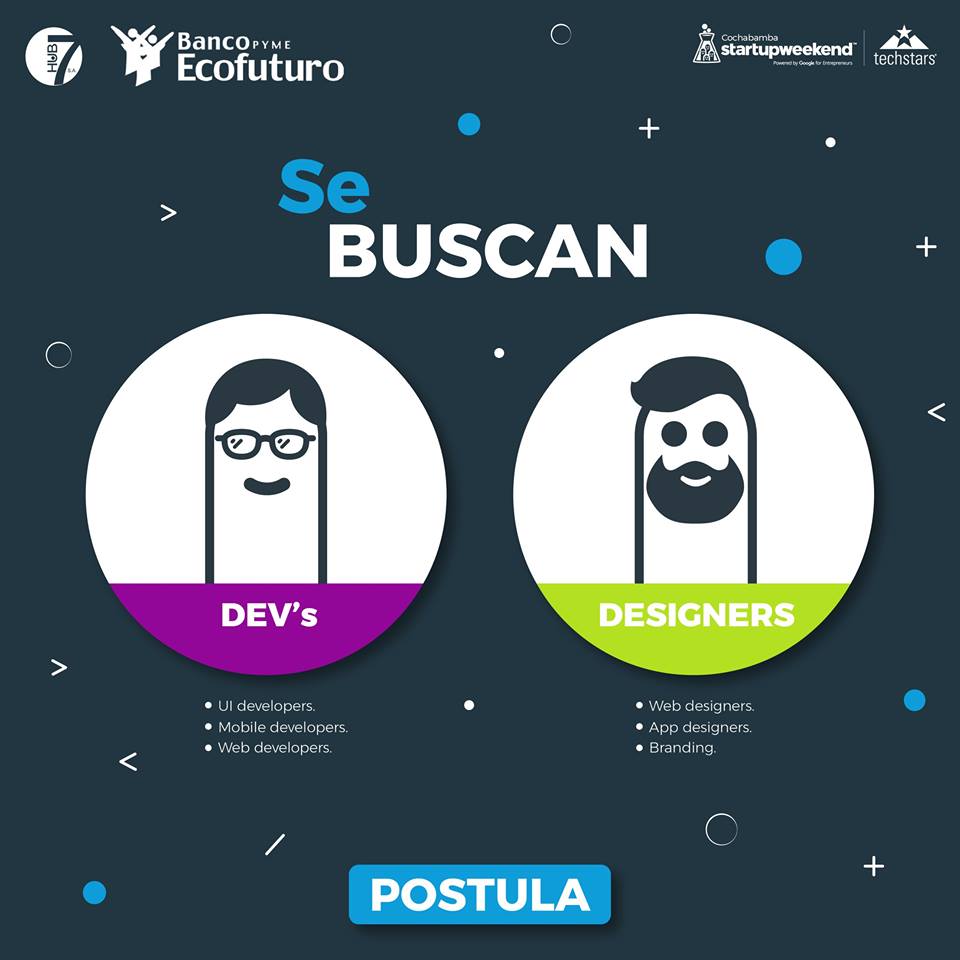 HUB
7
S.A.
Banco PYME
Ecofuturo
Cochabamba
startupweekend™
Powered by Google for Entrepreneurs
techstars
Se
BUSCAN
DEV's
DESIGNERS
UI developers.
Mobile developers.
Web developers.
Web designers.
App designers.
Branding.
POSTULA